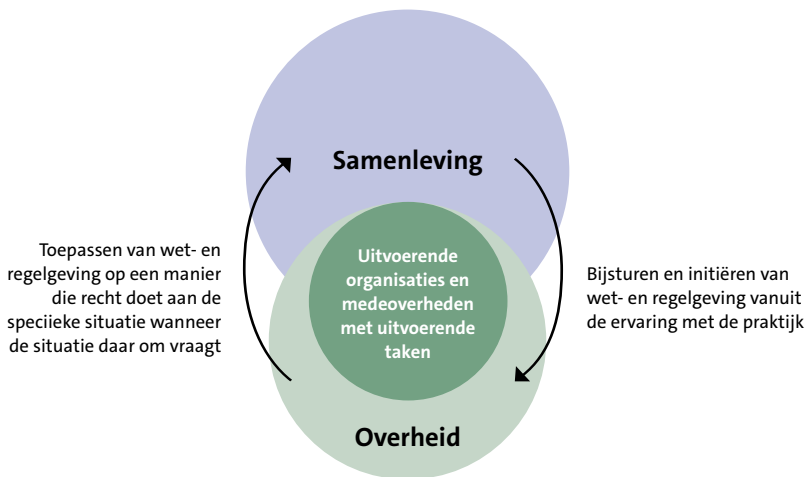 Samenleving
Toepassen van wet- en
regelgeving op een manier
die recht doet aan de
speciieke situatie wanneer
de situatie daar om vraagt
Uitvoerende
organisaties en
medeoverheden
met uitvoerende
taken
Bijsturen en initiëren van
wet- en regelgeving vanuit
de ervaring met de praktijk
Overheid